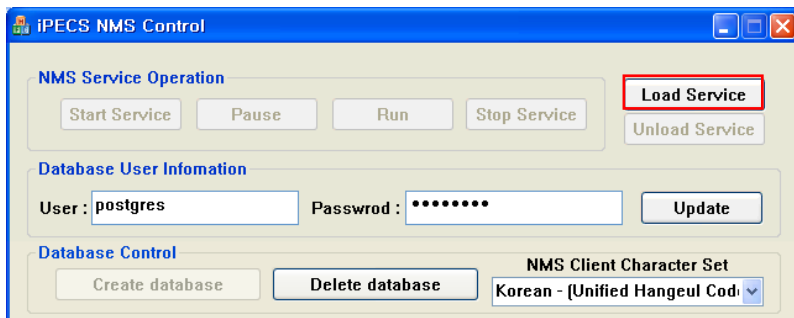 iPECS NMS Control
NMS Service Operation
Start Service Pause Run Stop Service
Load Service
Unload Service
Database User Infomation
User : postgres Passwrod : •••••••• Update
Database Control
Create database Delete database
NMS Client Character Set
Korean - (Unified Hangeul Code